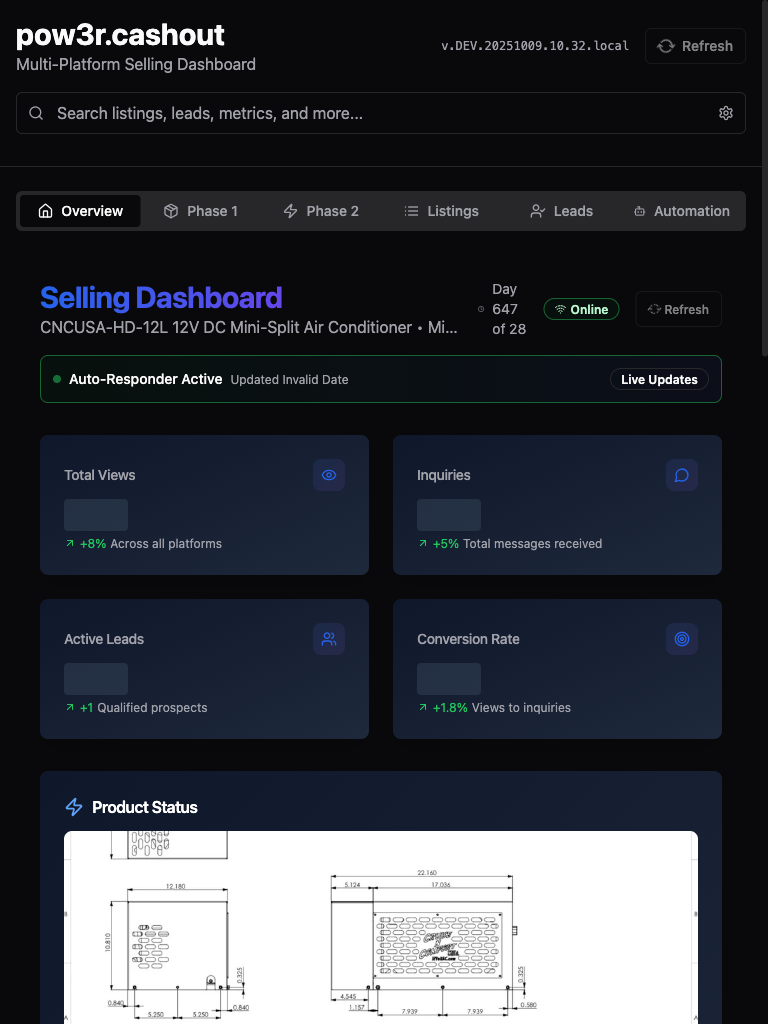 pow3r.cashout
Multi-Platform Selling Dashboard
v.DEV.20251009.10.32.local
Refresh
Search listings, leads, metrics, and more...
Overview
Phase 1
Phase 2
Listings
Leads
Automation
Selling Dashboard
CNCUSA-HD-12L 12V DC Mini-Split Air Conditioner • Mi...
Day
647
of 28
Online
Refresh
Auto-Responder Active Updated Invalid Date
Live Updates
Total Views
+8% Across all platforms
Inquiries
+5% Total messages received
Active Leads
+1 Qualified prospects
Conversion Rate
+1.8% Views to inquiries
Product Status
12.180
10.810
0.325
0.840
0.840
5.250
5.250
22.160
5.124
17.036
B
B
0.325
4.545
1.157
0.580
7.939
7.939
A
A